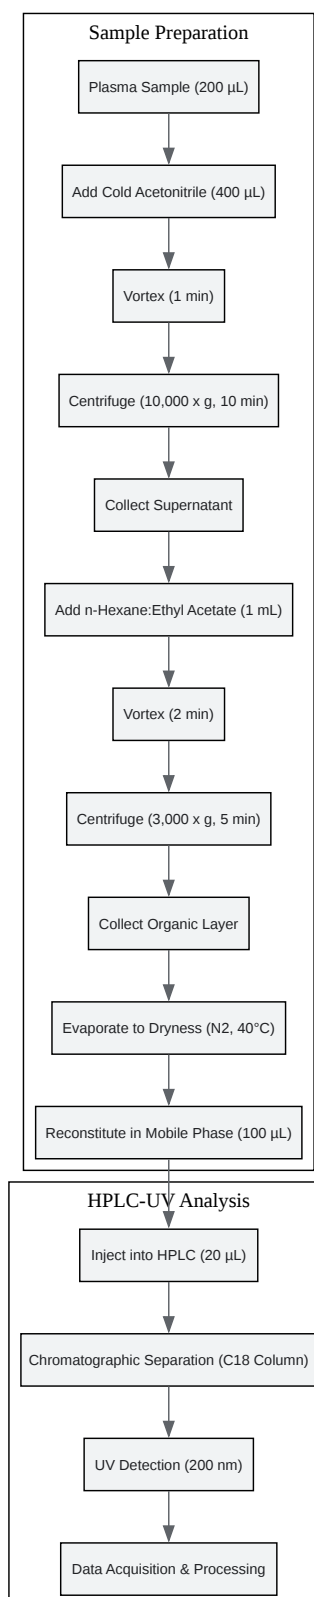 Sample Preparation
Plasma Sample (200 µL)
Add Cold Acetonitrile (400 µL)
Vortex (1 min)
Centrifuge (10,000 x g, 10 min)
Collect Supernatant
Add n-Hexane:Ethyl Acetate (1 mL)
Vortex (2 min)
Centrifuge (3,000 x g, 5 min)
Collect Organic Layer
Evaporate to Dryness (N2, 40°C)
Reconstitute in Mobile Phase (100 µL)
HPLC-UV Analysis
Inject into HPLC (20 µL)
Chromatographic Separation (C18 Column)
UV Detection (200 nm)
Data Acquisition & Processing